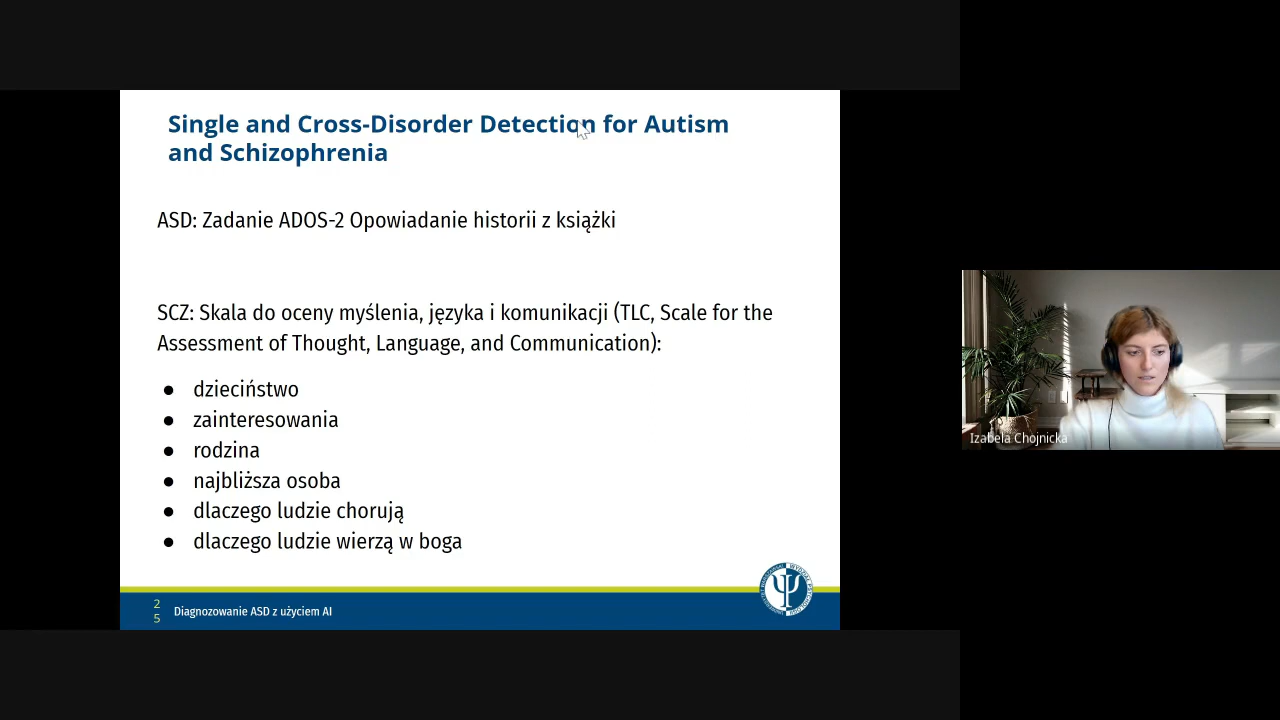 Single and Cross-Disorder Detection for Autism
and Schizophrenia
ASD: Zadanie ADOS-2 Opowiadanie historii z książki
SCZ: Skala do oceny myślenia, języka i komunikacji (TLC, Scale for the
Assessment of Thought, Language, and Communication):
● dzieciństwo
● zainteresowania
● rodzina
● najbliższa osoba
● dlaczego ludzie chorują
● dlaczego ludzie wierzą w boga
2
5
Diagnozowanie ASD z użyciem AI
Izabela Chojnicka